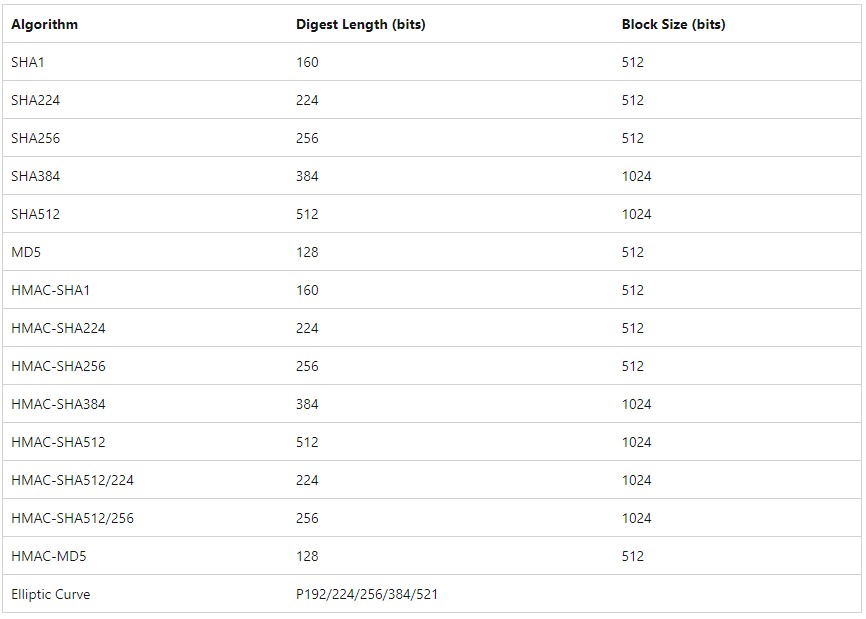 Algorithm Digest Length (bits) Block Size (bits)
SHA1 160 512
SHA224 224 512
SHA256 256 512
SHA384 384 1024
SHA512 512 1024
MD5 128 512
HMAC-SHA1 160 512
HMAC-SHA224 224 512
HMAC-SHA256 256 512
HMAC-SHA384 384 1024
HMAC-SHA512 512 1024
HMAC-SHA512/224 224 1024
HMAC-SHA512/256 256 1024
HMAC-MD5 128 512
Elliptic Curve P192/224/256/384/521